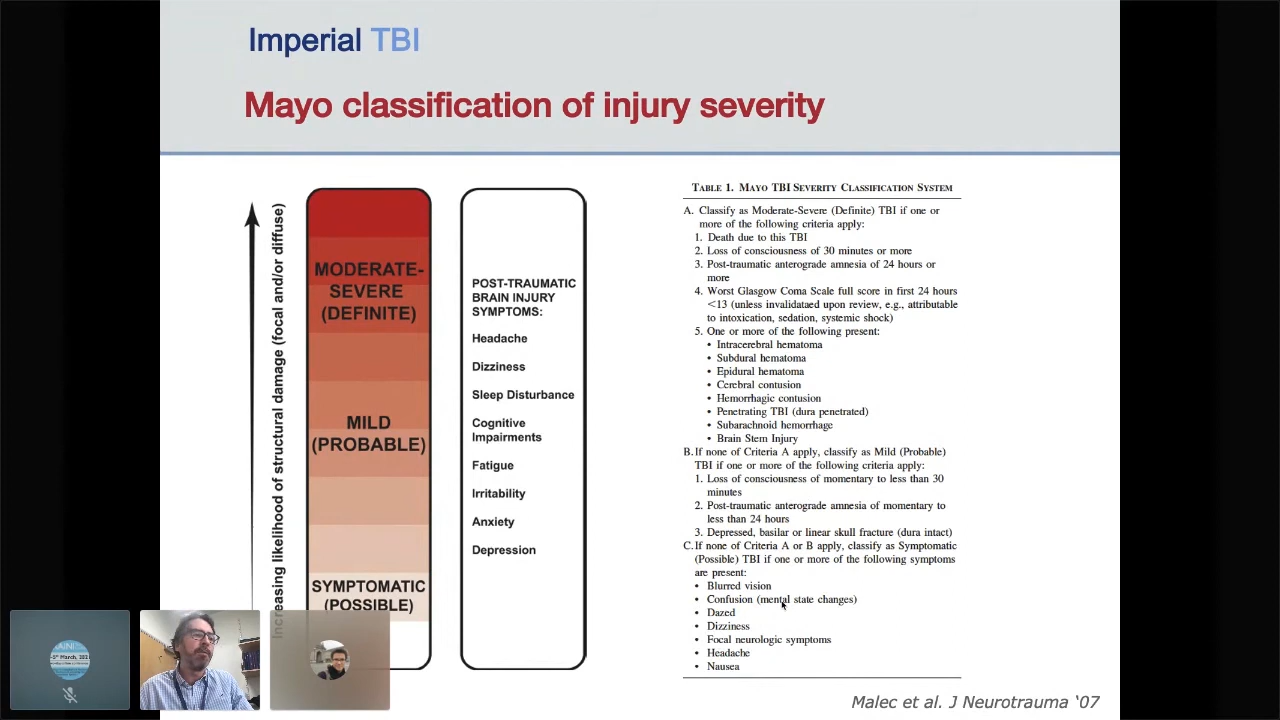 Imperial TBI
Mayo classification of injury severity
Increasing likelihood of structural damage (focal and/or diffuse)
MODERATE-
SEVERE
(DEFINITE)
MILD
(PROBABLE)
SYMPTOMATIC
(POSSIBLE)
POST-TRAUMATIC
BRAIN INJURY
SYMPTOMS:
Headache
Dizziness
Sleep Disturbance
Cognitive
Impairments
Fatigue
Irritability
Anxiety
Depression
TABLE 1. MAYO TBI SEVERITY CLASSIFICATION SYSTEM
A. Classify as Moderate-Severe (Definite) TBI if one or
more of the following criteria apply:
1. Death due to this TBI
2. Loss of consciousness of 30 minutes or more
3. Post-traumatic anterograde amnesia of 24 hours or
more
4. Worst Glasgow Coma Scale full score in first 24 hours
<13 (unless invalidataed upon review, e.g., attributable
to intoxication, sedation, systemic shock)
5. One or more of the following present:
• Intracerebral hematoma
• Subdural hematoma
• Epidural hematoma
• Cerebral contusion
• Hemorrhagic contusion
• Penetrating TBI (dura penetrated)
• Subarachnoid hemorrhage
• Brain Stem Injury
B. If none of Criteria A apply, classify as Mild (Probable)
TBI if one or more of the following criteria apply:
1. Loss of consciousness of momentary to less than 30
minutes
2. Post-traumatic anterograde amnesia of momentary to
less than 24 hours
3. Depressed, basilar or linear skull fracture (dura intact)
C. If none of Criteria A or B apply, classify as Symptomatic
(Possible) TBI if one or more of the following symptoms
are present:
• Blurred vision
• Confusion (mental state changes)
• Dazed
• Dizziness
• Focal neurologic symptoms
• Headache
• Nausea
Malec et al. J Neurotrauma ‘07